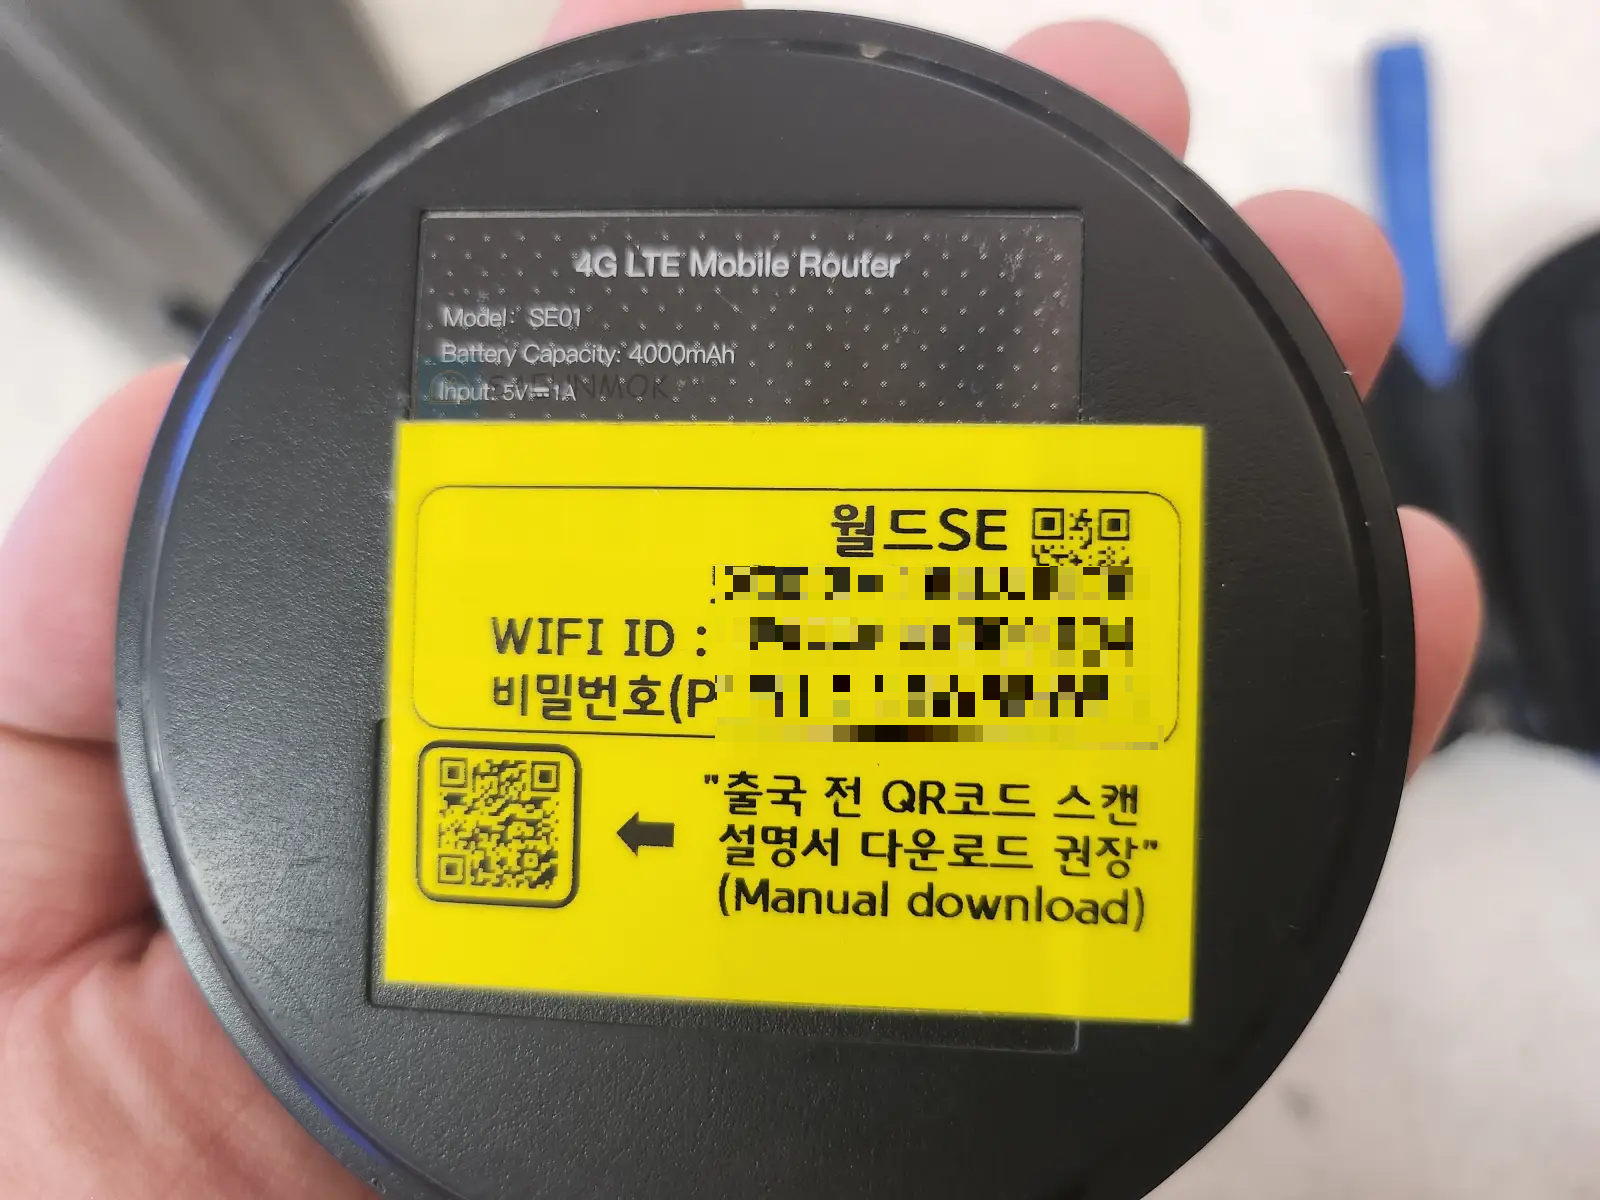 4G LTE Mobile Router
Model: SE01
Battery Capacity: 4000mAh
Input: 5V⎓1A
월드SE
WIFI ID :
비밀번호(P
"출국 전 QR코드 스캔
설명서 다운로드 권장"
(Manual download)